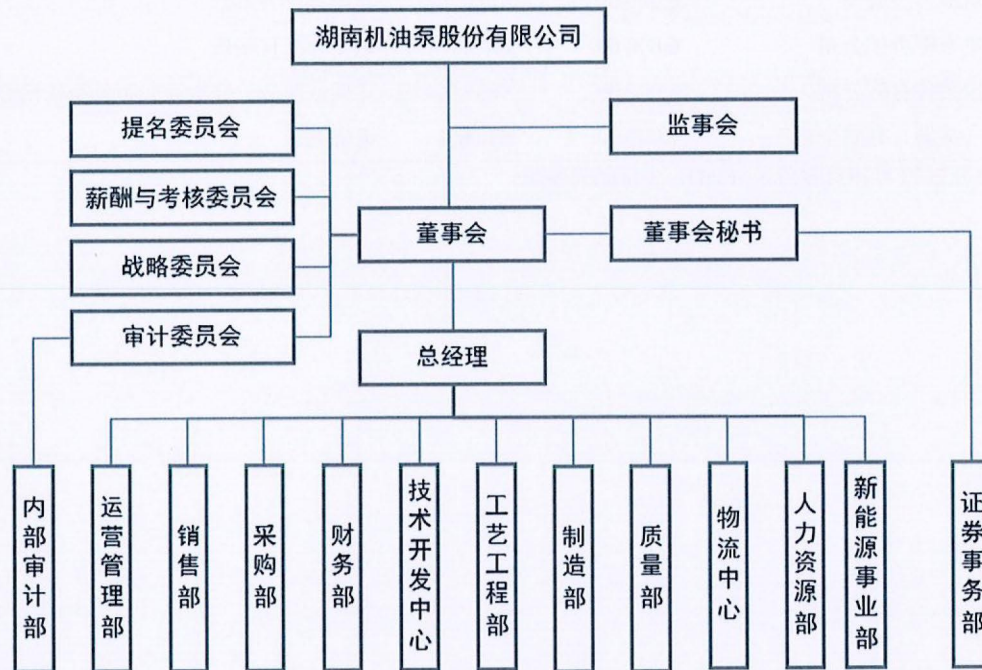 湖南机油泵股份有限公司
提名委员会
监事会
薪酬与考核委员会
董事会
董事会秘书
战略委员会
审计委员会
总经理
内部审计部
运营管理部
销售部
采购部
财务部
技术开发中心
工艺工程部
制造部
质量部
物流中心
人力资源部
新能源事业部
证券事务部